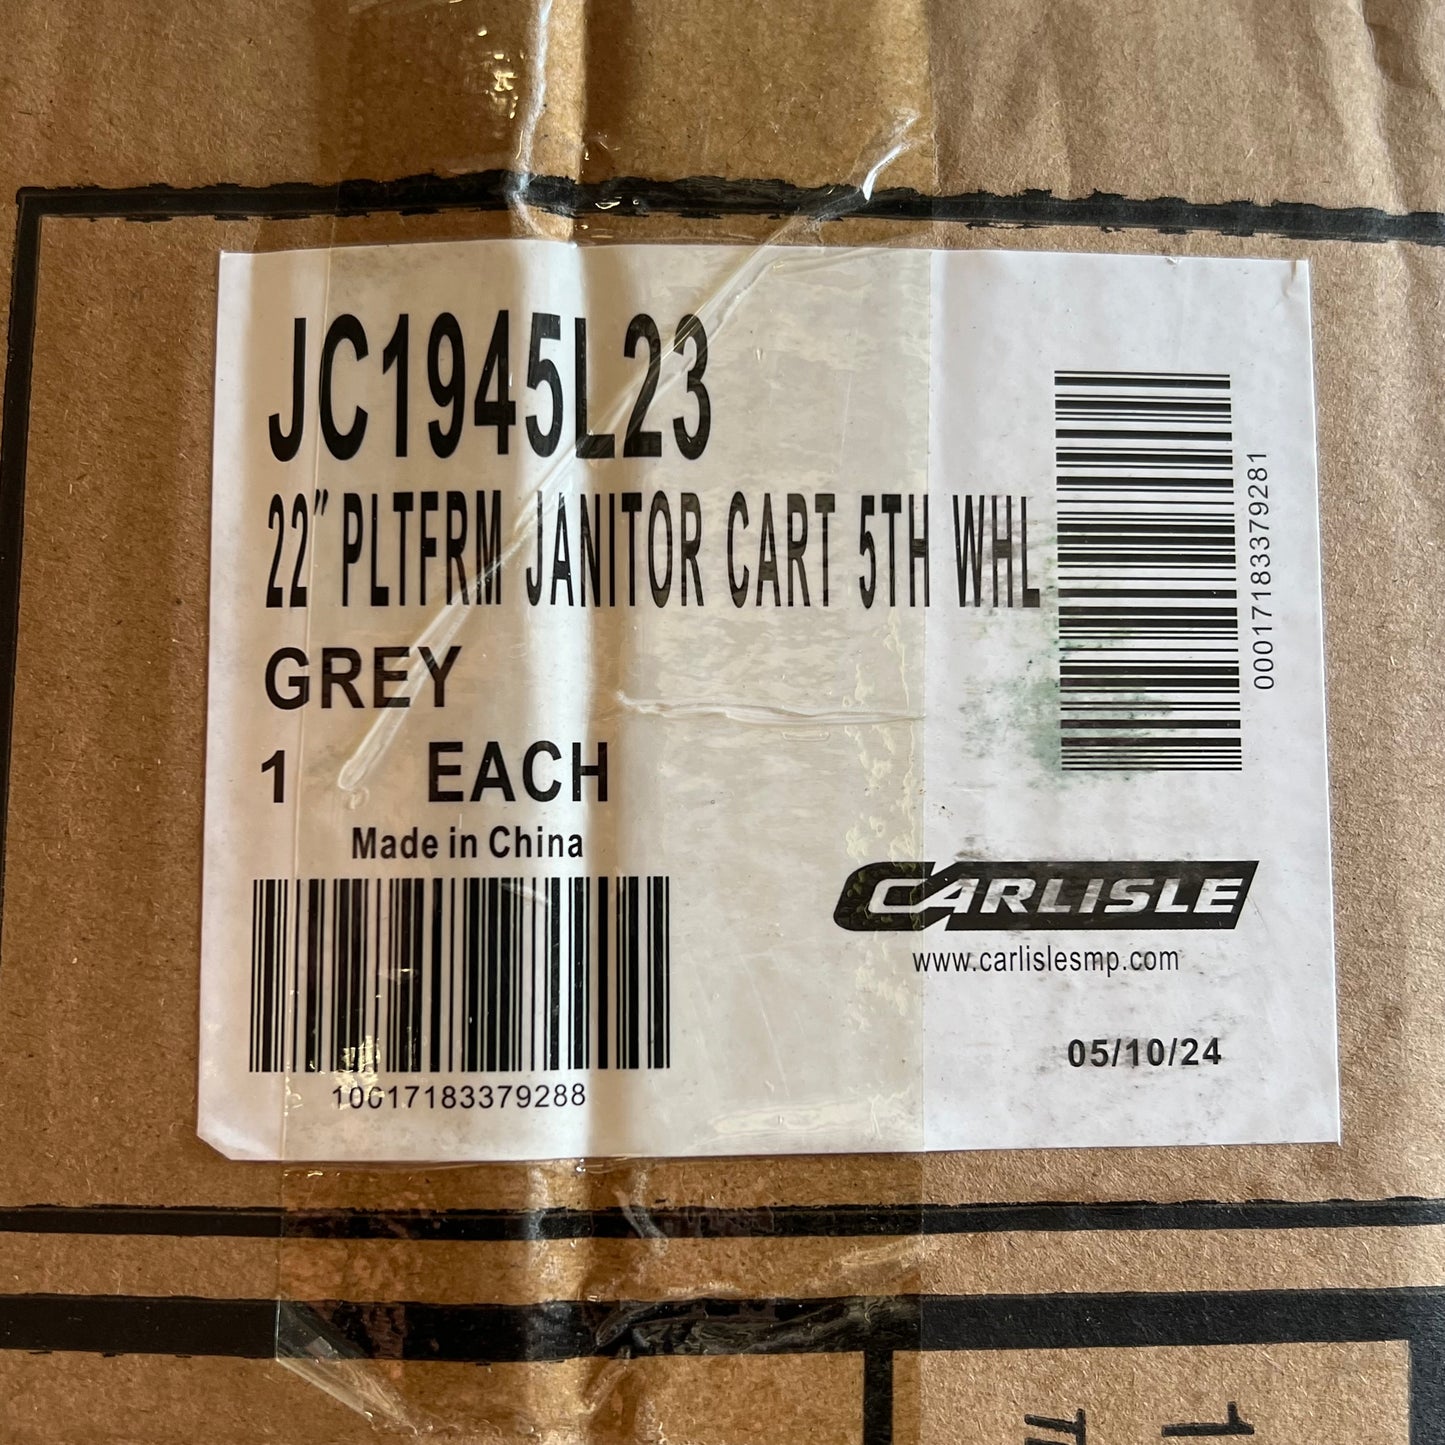 JC1945L23
22" PLTFRM JANITOR CART 5TH WHL
GREY
1 EACH
Made in China
10017183379288
00017183379281
CARLISLE
www.carlislesmp.com
05/10/24